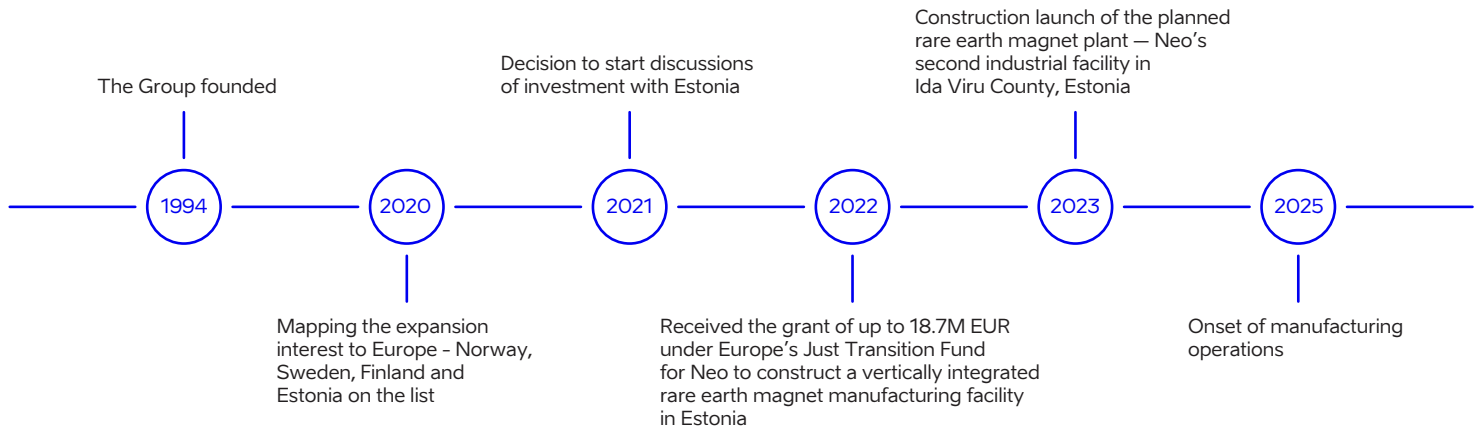 The Group founded
1994
Mapping the expansion
interest to Europe - Norway,
Sweden, Finland and
Estonia on the list
2020
Decision to start discussions
of investment with Estonia
2021
Received the grant of up to 18.7M EUR
under Europe’s Just Transition Fund
for Neo to construct a vertically integrated
rare earth magnet manufacturing facility
in Estonia
2022
Construction launch of the planned
rare earth magnet plant — Neo’s
second industrial facility in
Ida Viru County, Estonia
2023
Onset of manufacturing
operations
2025